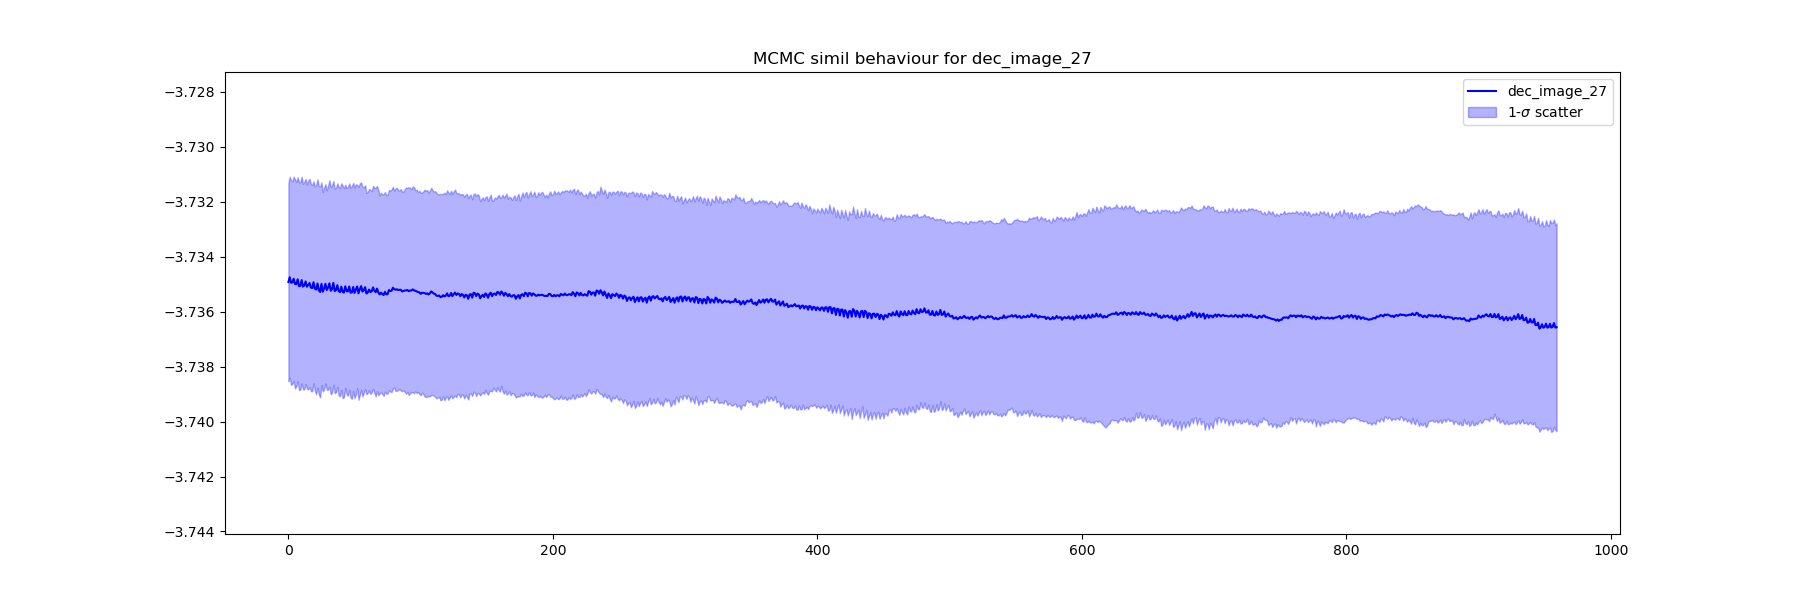 MCMC simil behaviour for dec_image_27
dec_image_27
1-σ scatter
−3.728
−3.730
−3.732
−3.734
−3.736
−3.738
−3.740
−3.742
−3.744
0 200 400 600 800 1000